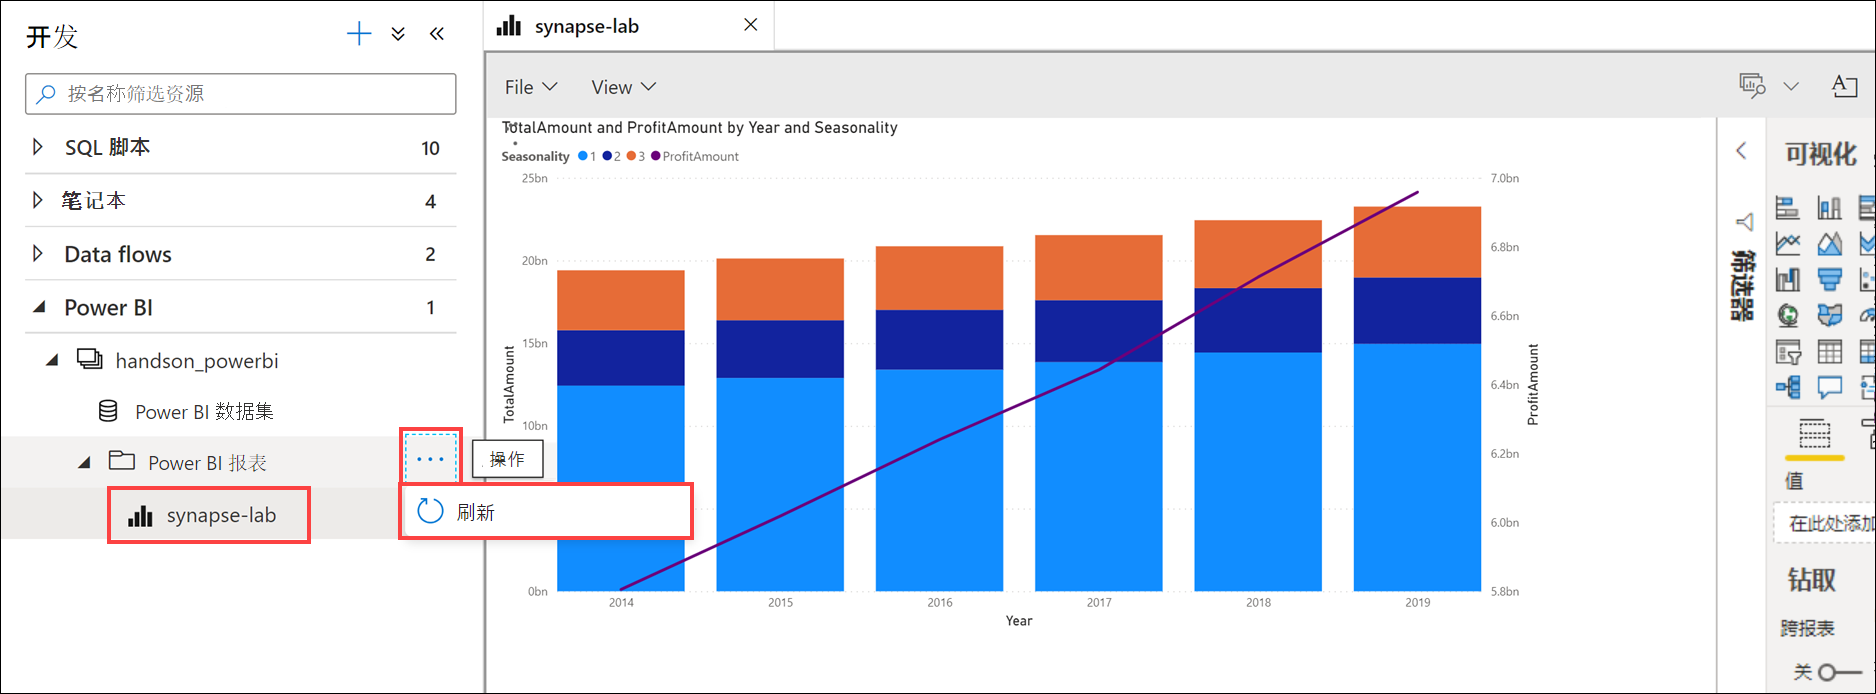 开发
按名称筛选资源
SQL 脚本 10
笔记本 4
Data flows 2
Power BI 1
handson_powerbi
Power BI 数据集
Power BI 报表
操作
刷新
synapse-lab
synapse-lab
File
View
TotalAmount and ProfitAmount by Year and Seasonality
Seasonality 1 2 3 ProfitAmount
25bn
20bn
15bn
10bn
0bn
TotalAmount
7.0bn
6.8bn
6.6bn
6.4bn
6.2bn
6.0bn
5.8bn
ProfitAmount
2014 2015 2016 2017 2018 2019
Year
筛选器
可视化
值
在此处添加
钻取
跨报表
关